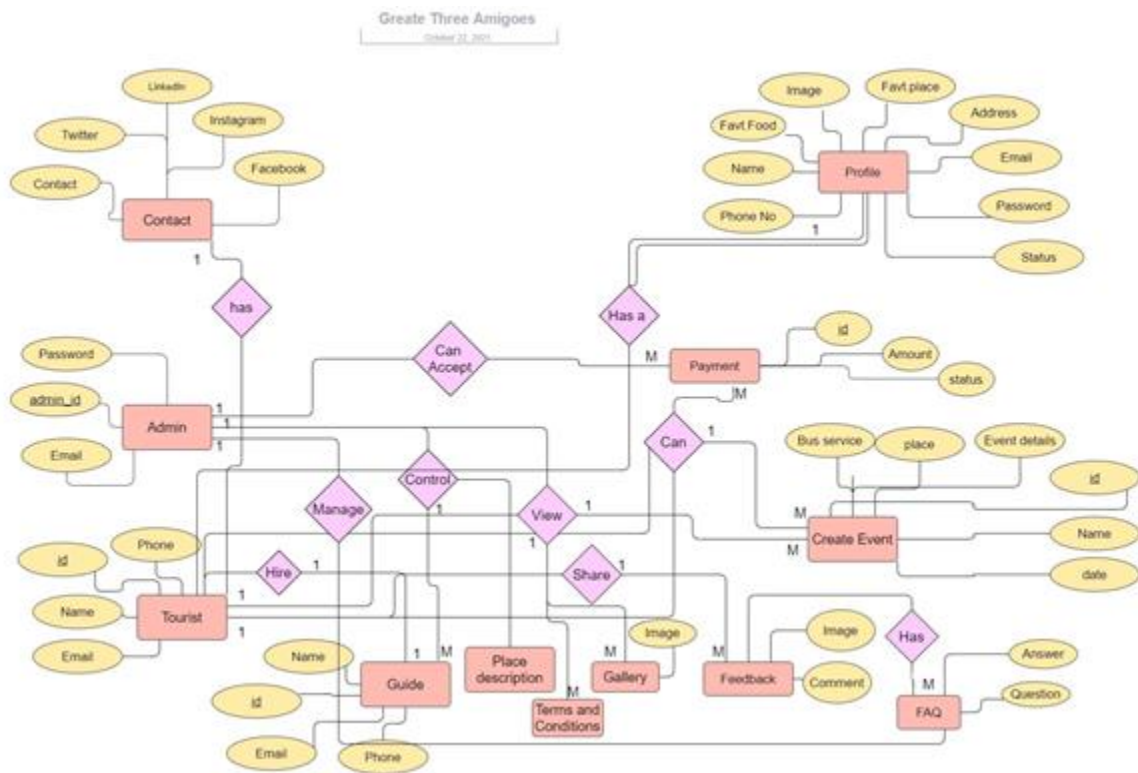 Greate Three Amigoes
October 22, 2021
LinkedIn
Twitter
Instagram
Contact
Facebook
Contact
1
has
Image
Favt place
Favt Food
Address
Name
Profile
Email
Phone No
Password
1
Status
Has a
Password
admin_id
Admin
Email
1
1
1
Can
Accept
M
Payment
id
Amount
status
M
Can
1
Bus service
place
Event details
id
M
Create Event
M
Name
date
Control
Manage
1
View
1
1
Hire
1
Share
1
Phone
id
Name
Tourist
Email
1
1
Name
id
Guide
1
M
Email
Phone
Place
description
M
Terms and
Conditions
M
Gallery
Image
M
Feedback
Image
Comment
Has
M
FAQ
Answer
Question